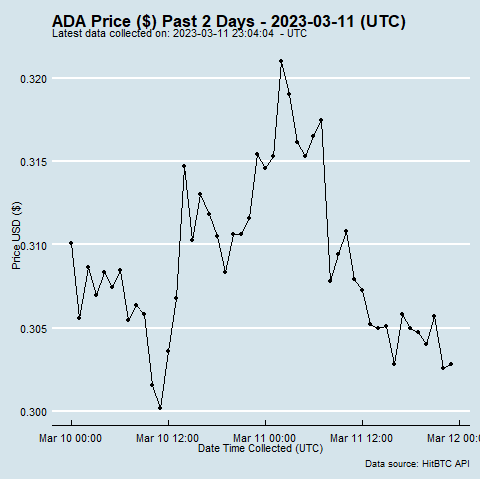 ADA Price ($) Past 2 Days - 2023-03-11 (UTC)
Latest data collected on: 2023-03-11 23:04:04 - UTC
0.320
0.315
0.310
0.305
0.300
Price USD ($)
Mar 10 00:00 Mar 10 12:00 Mar 11 00:00 Mar 11 12:00 Mar 12 00:0
Date Time Collected (UTC)
Data source: HitBTC API